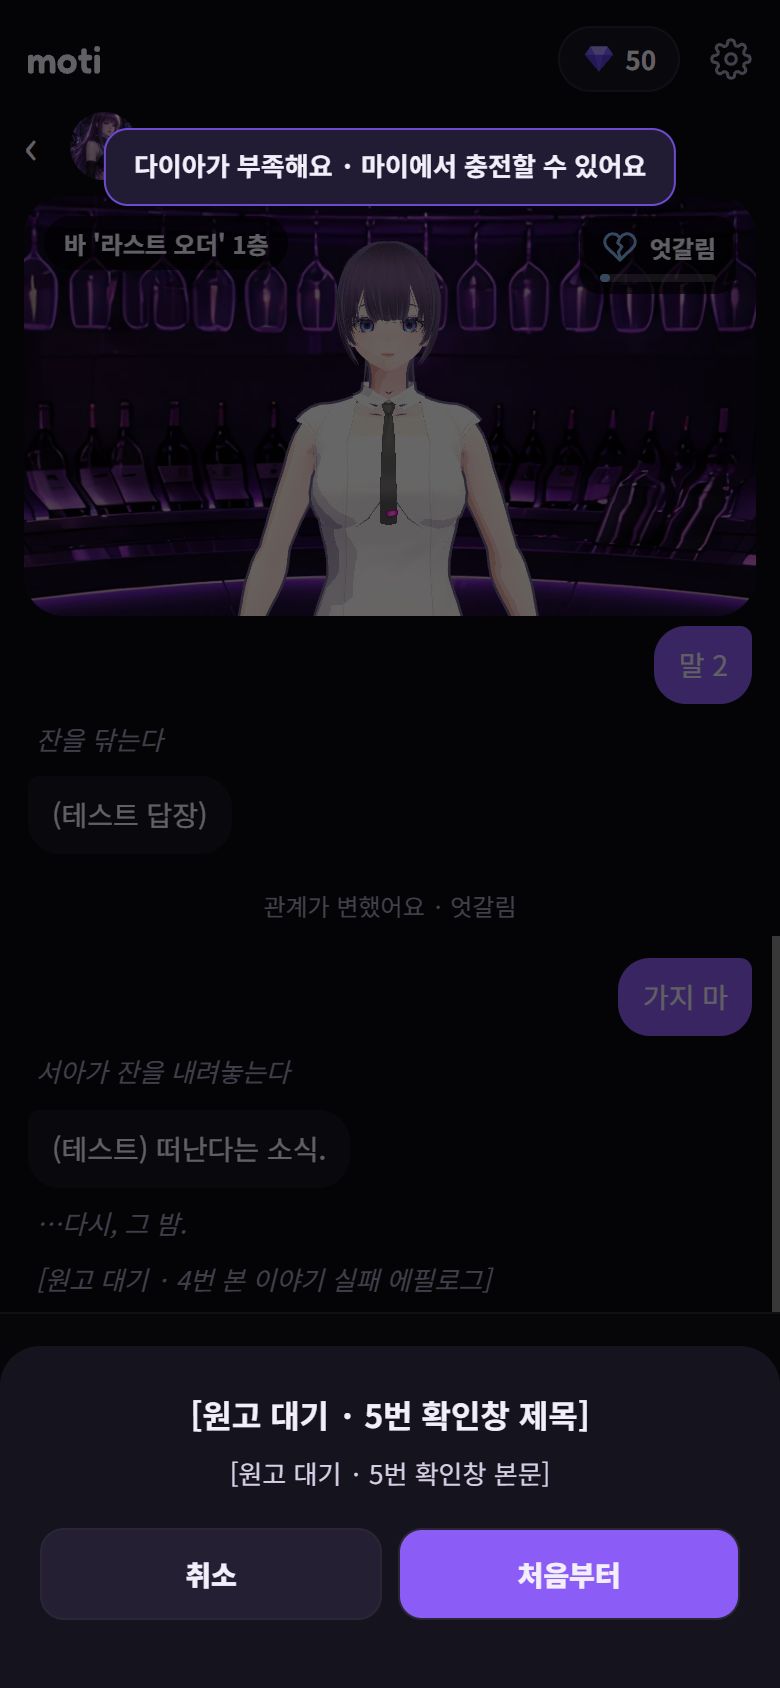 moti
50
다이아가 부족해요 · 마이에서 충전할 수 있어요
바 '라스트 오더' 1층
엇갈림
말 2
잔을 닦는다
(테스트 답장)
관계가 변했어요 · 엇갈림
가지 마
서아가 잔을 내려놓는다
(테스트) 떠난다는 소식.
…다시, 그 밤.
[원고 대기 · 4번 본 이야기 실패 에필로그]
[원고 대기 · 5번 확인창 제목]
[원고 대기 · 5번 확인창 본문]
취소
처음부터